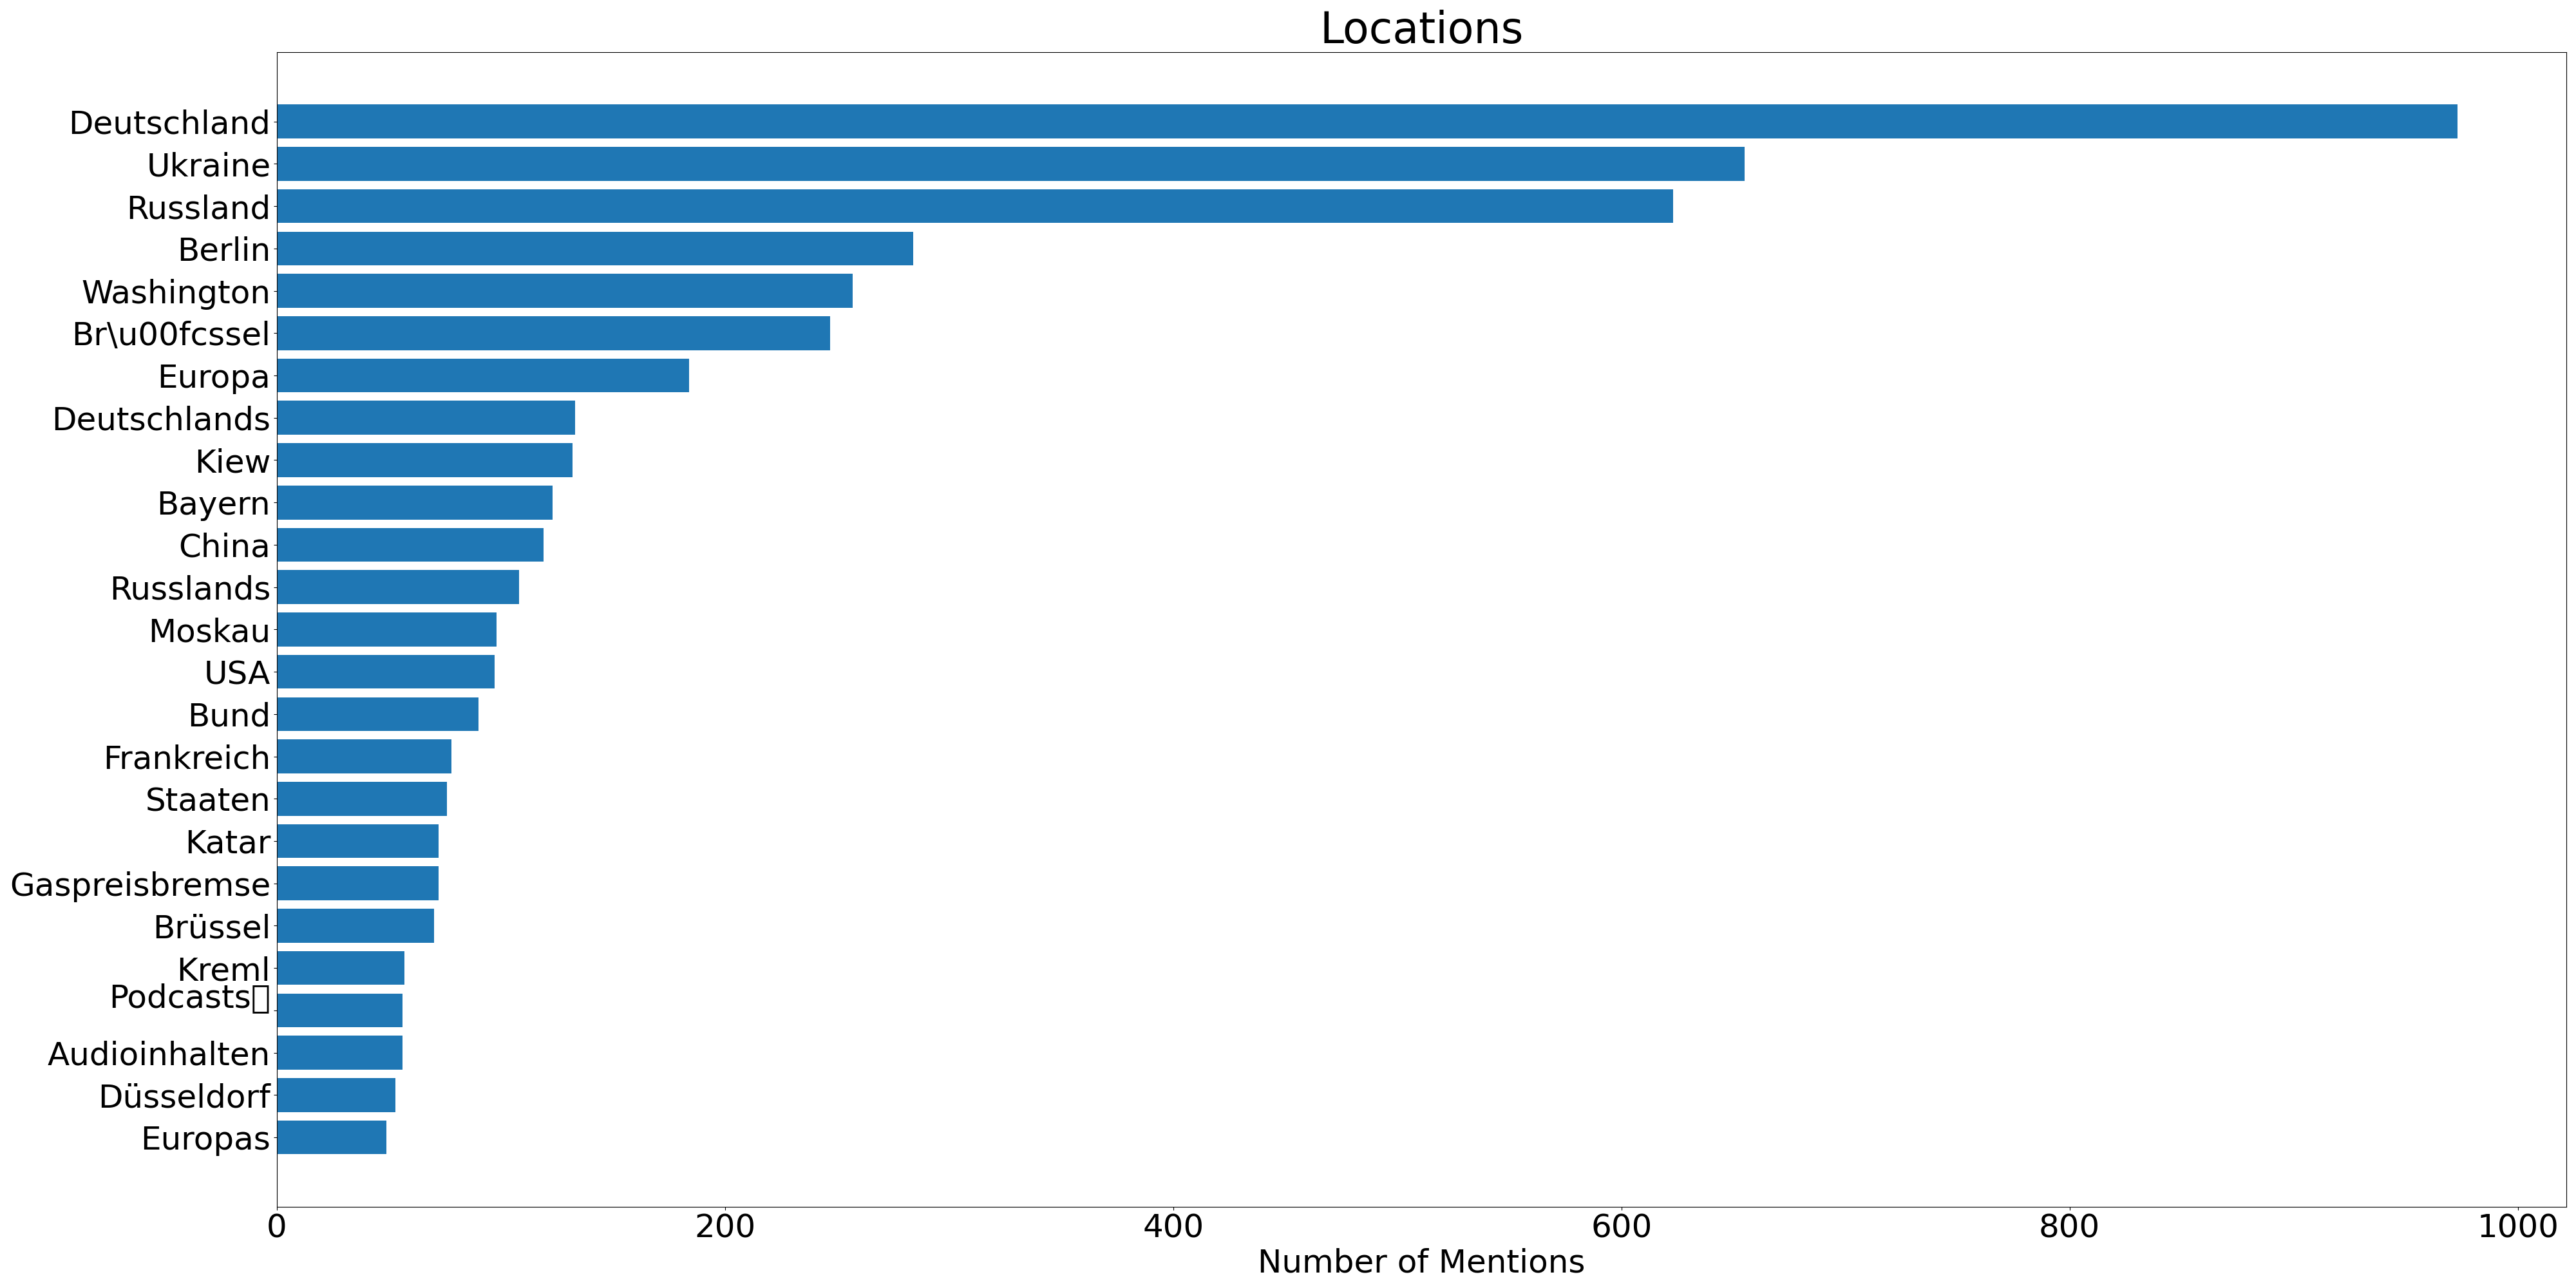 Locations
Deutschland
Ukraine
Russland
Berlin
Washington
Br\u00fcssel
Europa
Deutschlands
Kiew
Bayern
China
Russlands
Moskau
USA
Bund
Frankreich
Staaten
Katar
Gaspreisbremse
Brüssel
Kreml
Podcasts
Audioinhalten
Düsseldorf
Europas
0 200 400 600 800 1000
Number of Mentions